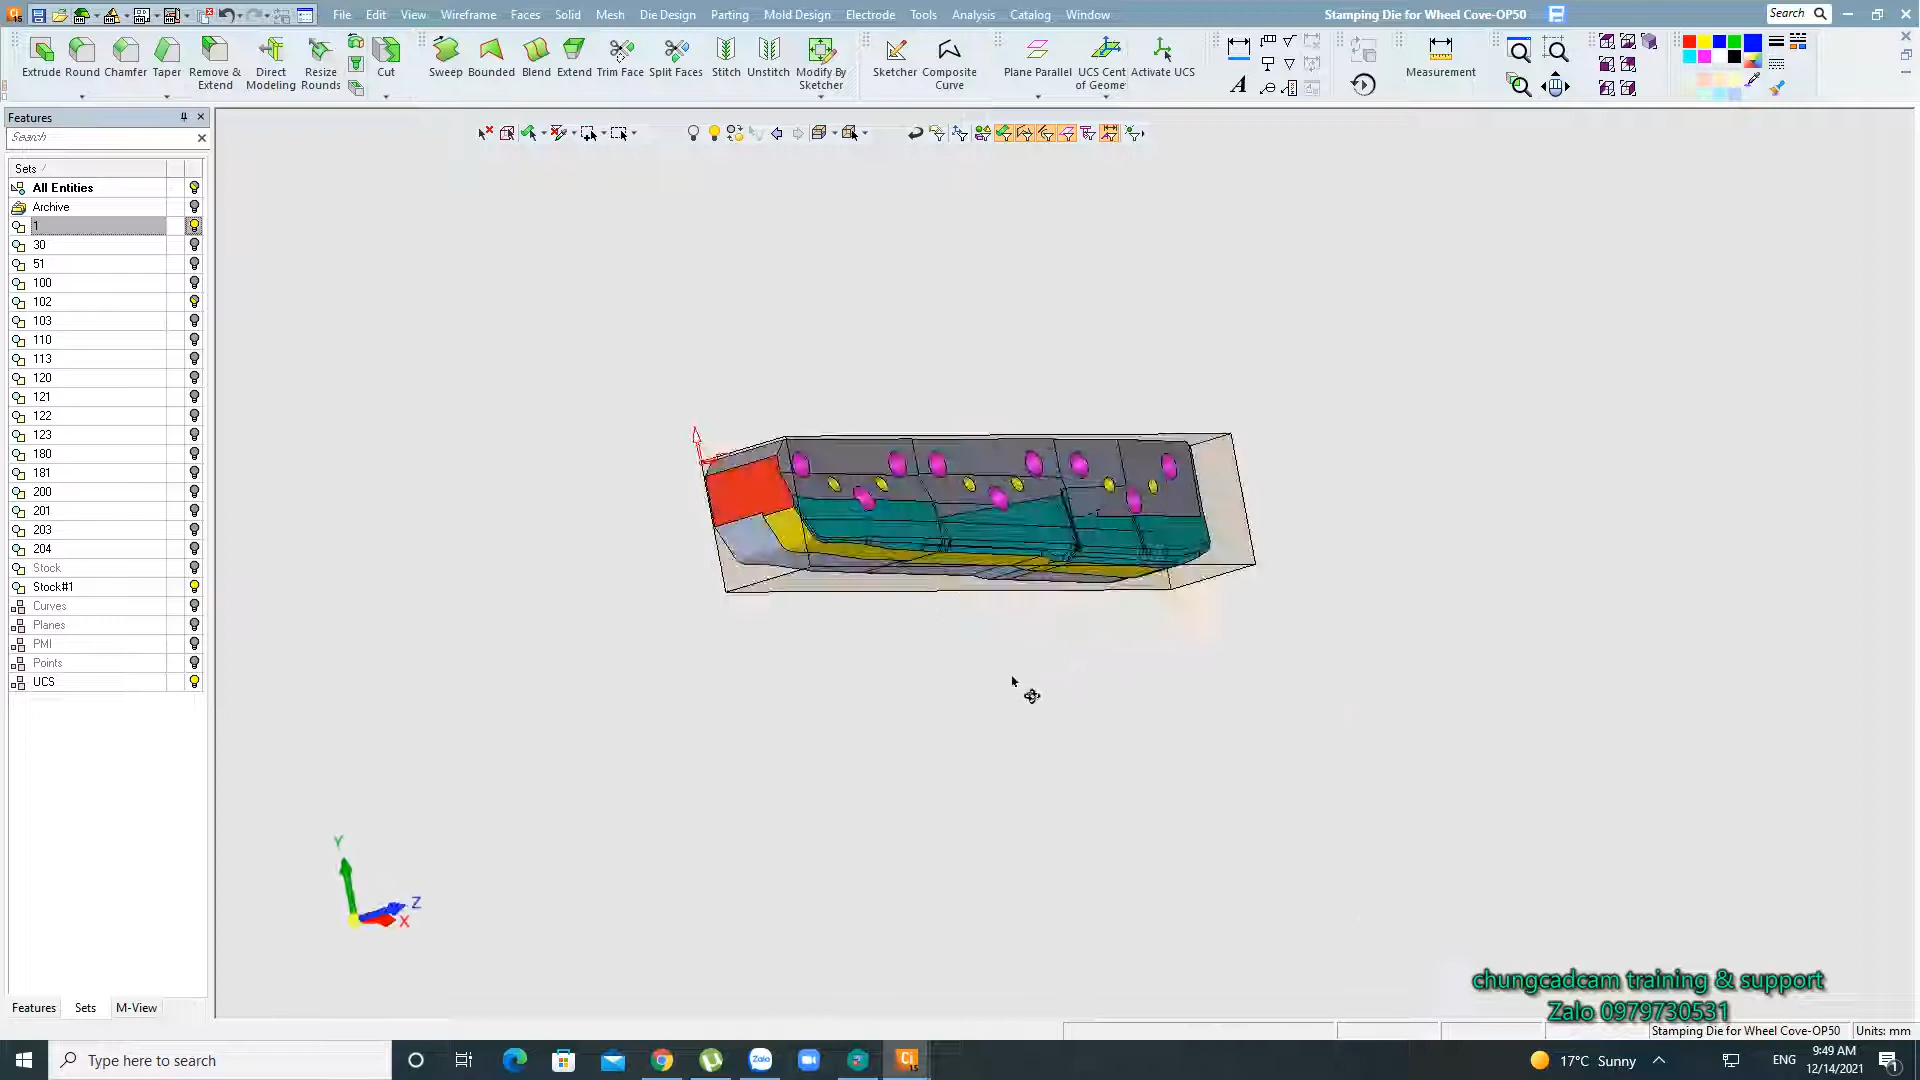 File Edit View Wireframe Faces Solid Mesh Die Design Parting Mold Design Electrode Tools Analysis Catalog Window
Stamping Die for Wheel Cove-OP50
Search
Extrude Round Chamfer Taper Remove & Extend Direct Modeling Resize Rounds Cut
Sweep Bounded Blend Extend Trim Face Split Faces Stitch Unstitch Modify By Sketcher
Sketcher Composite Curve
Plane Parallel UCS Cent of Geome Activate UCS
A
Measurement
Features
Search
Sets
All Entities
Archive
1
30
51
100
102
103
110
113
120
121
122
123
180
181
200
201
203
204
Stock
Stock#1
Curves
Planes
PMI
Points
UCS
Y
Z
X
Features Sets M-View
chungcadcam training & support
Zalo 0979730531
Stamping Die for Wheel Cove-OP50 Units: mm
Type here to search
Zalo
Ci
15
17°C Sunny
ENG
9:49 AM
12/14/2021
1